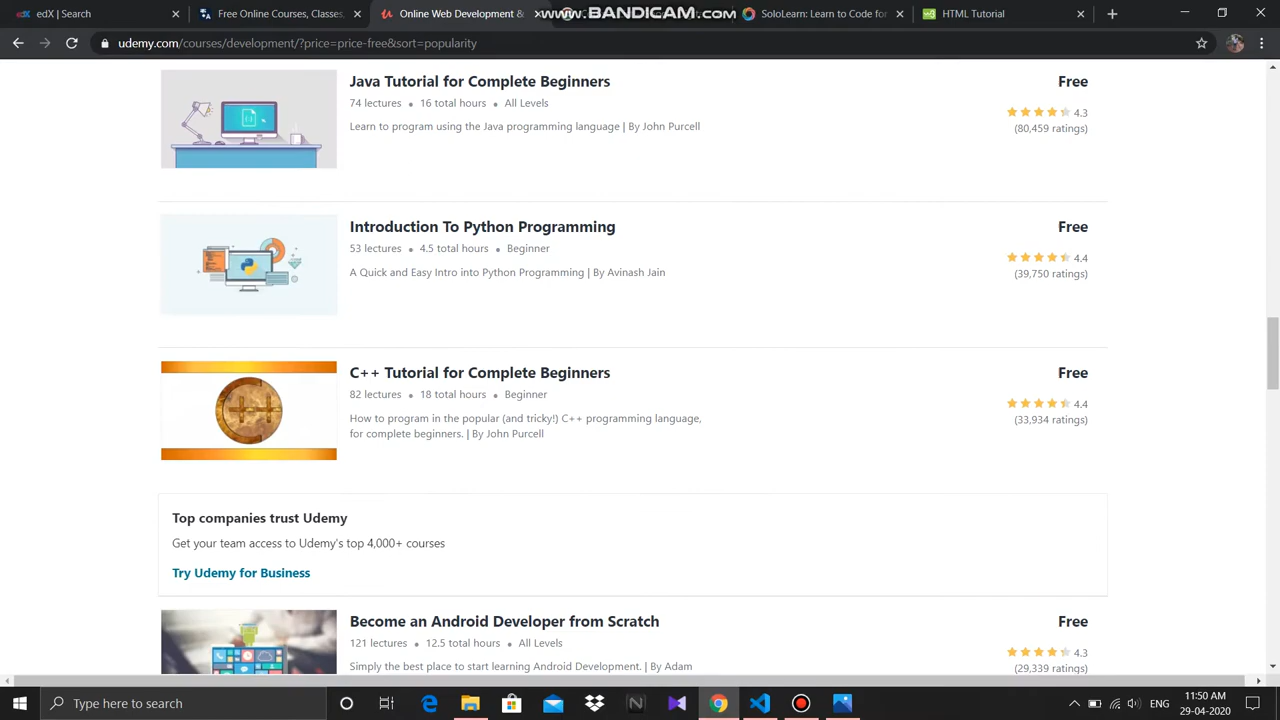 edX | Search
Free Online Courses, Classes,
Online Web Development &
www.BANDICAM.com
SoloLearn: Learn to Code for
HTML Tutorial
udemy.com/courses/development/?price=price-free&sort=popularity
Java Tutorial for Complete Beginners
Free
74 lectures • 16 total hours • All Levels
4.3
Learn to program using the Java programming language | By John Purcell
(80,459 ratings)
Introduction To Python Programming
Free
53 lectures • 4.5 total hours • Beginner
4.4
A Quick and Easy Intro into Python Programming | By Avinash Jain
(39,750 ratings)
C++
C++ Tutorial for Complete Beginners
Free
82 lectures • 18 total hours • Beginner
4.4
How to program in the popular (and tricky!) C++ programming language,
for complete beginners. | By John Purcell
(33,934 ratings)
Top companies trust Udemy
Get your team access to Udemy's top 4,000+ courses
Try Udemy for Business
Become an Android Developer from Scratch
Free
121 lectures • 12.5 total hours • All Levels
4.3
Simply the best place to start learning Android Development. | By Adam
(29,339 ratings)
Type here to search
ENG
11:50 AM
29-04-2020